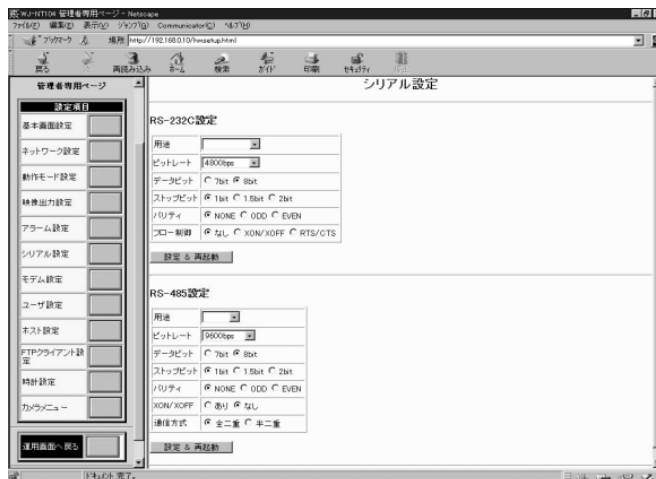 WJ-NT104 管理者専用ページ - Netscape
ファイル(F) 編集(E) 表示(V) ジャンプ(G) Communicator(C) ヘルプ(H)
ブックマーク 場所 http://192.168.0.10/hwsetup.html
戻る 再読み込み ホーム 検索 ガイド 印刷 セキュリティ
管理者専用ページ
設定項目
基本画面設定
ネットワーク設定
動作モード設定
映像出力設定
アラーム設定
シリアル設定
モデム設定
ユーザ設定
ホスト設定
FTPクライアント設
定
時計設定
カメラメニュー
運用画面へ戻る
シリアル設定
RS-232C設定
用途
ビットレート 4800bps
データビット 7bit 8bit
ストップビット 1bit 1.5bit 2bit
パリティ NONE ODD EVEN
フロー制御 なし XON/XOFF RTS/CTS
設定 & 再起動
RS-485設定
用途
ビットレート 9600bps
データビット 7bit 8bit
ストップビット 1bit 1.5bit 2bit
パリティ NONE ODD EVEN
XON/XOFF あり なし
通信方式 全二重 半二重
設定 & 再起動
ドキュメント 完了。